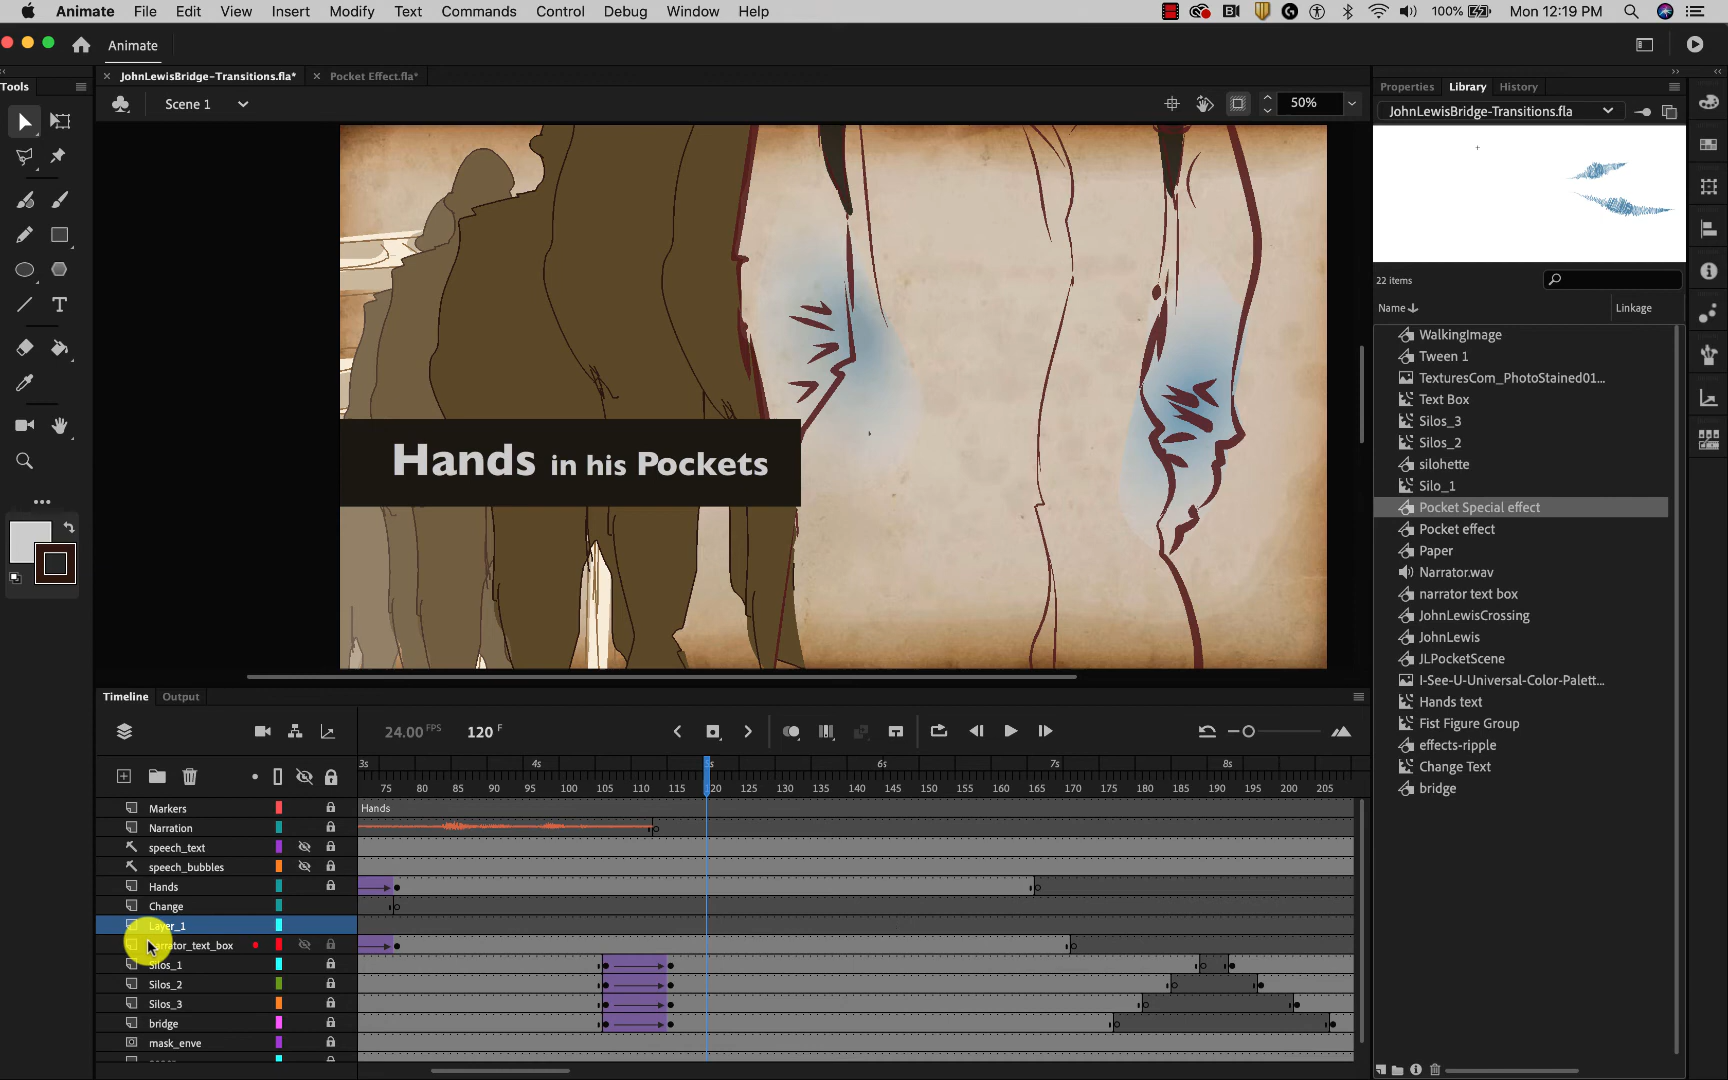 Animate File Edit View Insert Modify Text Commands Control Debug Window Help 100% Mon 12:19 PM
Animate
JohnLewisBridge-Transitions.fla* Pocket Effect.fla*
Tools
Scene 1 50%
Properties Library History
JohnLewisBridge-Transitions.fla
22 items
Name Linkage
WalkingImage
Tween 1
TexturesCom_PhotoStained01...
Text Box
Silos_3
Silos_2
silohette
Silo_1
Pocket Special effect
Pocket effect
Paper
Narrator.wav
narrator text box
JohnLewisCrossing
JohnLewis
JLPocketScene
I-See-U-Universal-Color-Palett...
Hands text
Fist Figure Group
effects-ripple
Change Text
bridge
Hands in his Pockets
Timeline Output
24.00 FPS 120 F
3s 4s 5s 6s 7s 8s
75 80 85 90 95 100 105 110 115 120 125 130 135 140 145 150 155 160 165 170 175 180 185 190 195 200 205
Markers Hands
Narration
speech_text
speech_bubbles
Hands
Change
Layer_1
narrator_text_box
Silos_1
Silos_2
Silos_3
bridge
mask_enve